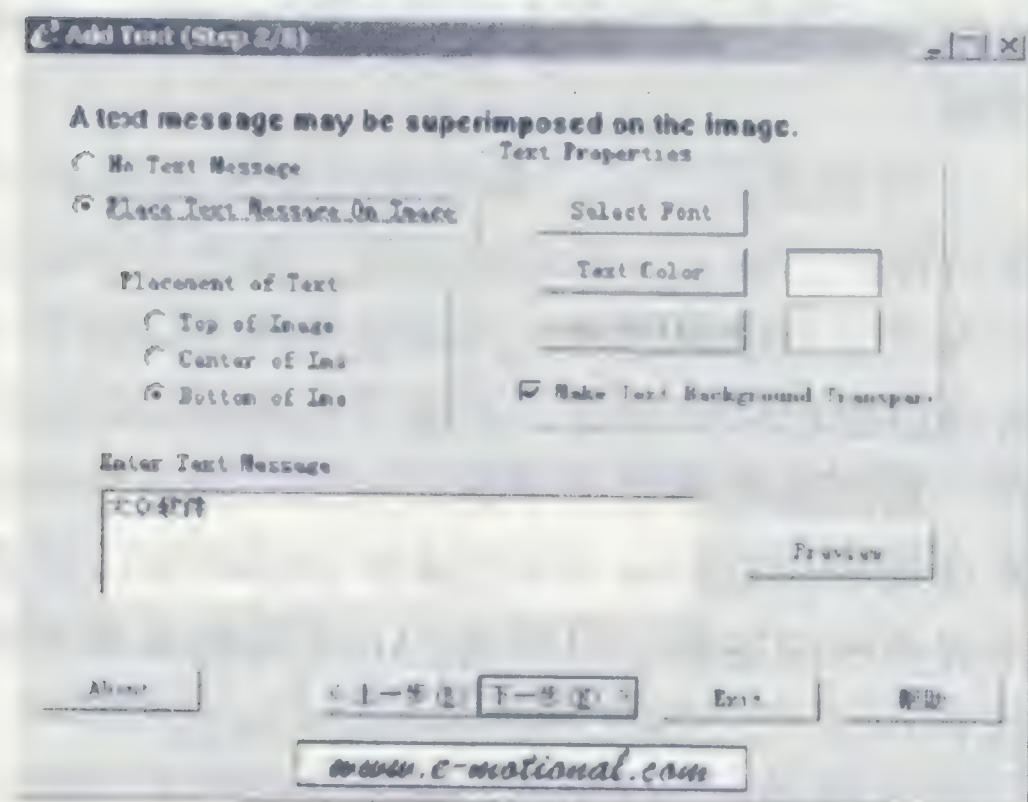 Add Text (Step 2/8)
A text message may be superimposed on the image.
No Text Message
Place Text Message On Image
Text Properties
Select Font
Text Color
Placement of Text
Top of Image
Center of Ima
Bottom of Ima
Make Text Background Transpar
Enter Text Message
Preview
About
< 上一步(B)
下一步(N) >
Exit
帮助
www.e-motional.com